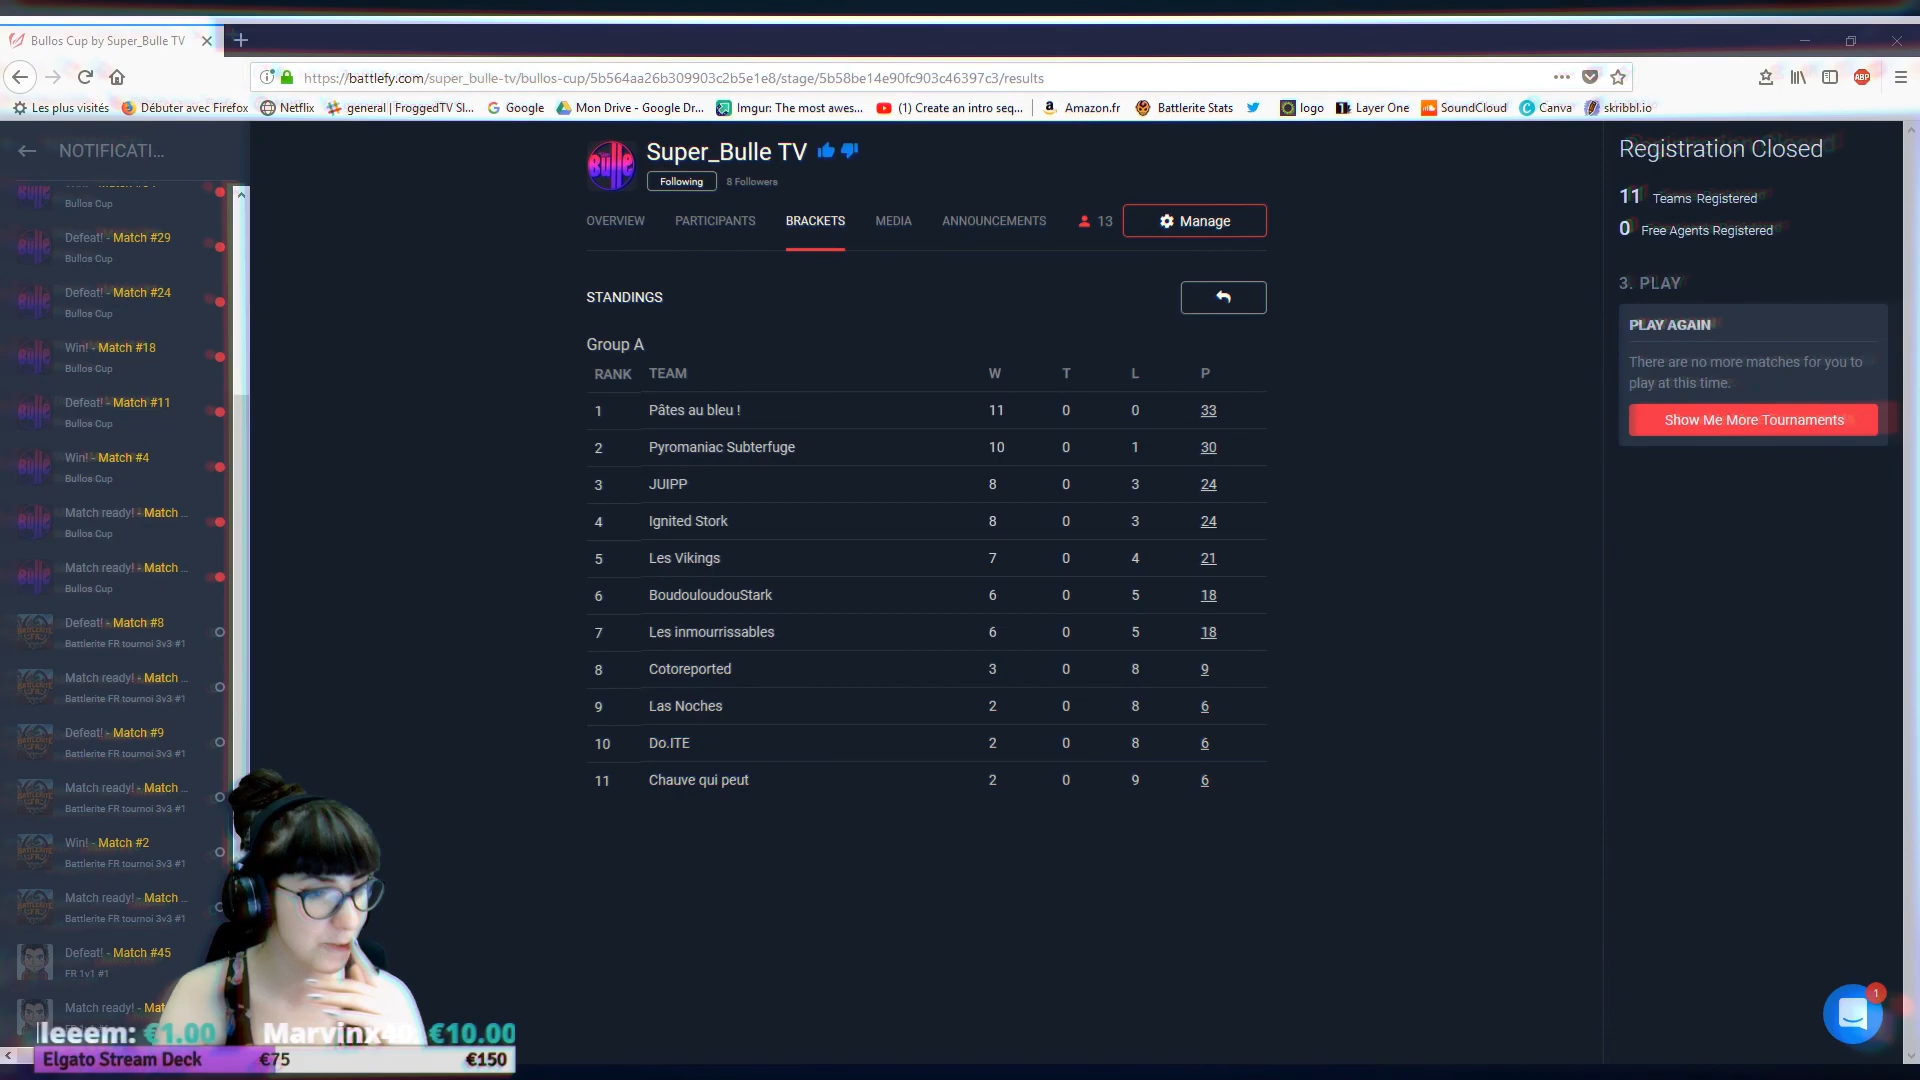 Bullos Cup by Super_Bulle TV
https://battlefy.com/super_bulle-tv/bullos-cup/5b564aa26b309903c2b5e1e8/stage/5b58be14e90fc903c46397c3/results
ABP
Les plus visités Débuter avec Firefox Netflix general | FroggedTV Sl... Google Mon Drive - Google Dr... Imgur: The most awes... (1) Create an intro seq... Amazon.fr Battlerite Stats logo Layer One SoundCloud Canva skribbl.io
NOTIFICATI...
Bullos Cup
Defeat! - Match #29
Bullos Cup
Defeat! - Match #24
Bullos Cup
Win! - Match #18
Bullos Cup
Defeat! - Match #11
Bullos Cup
Win! - Match #4
Bullos Cup
Match ready! - Match ...
Bullos Cup
Match ready! - Match ...
Bullos Cup
Defeat! - Match #8
Battlerite FR tournoi 3v3 #1
Match ready! - Match ...
Battlerite FR tournoi 3v3 #1
Defeat! - Match #9
Battlerite FR tournoi 3v3 #1
Match ready! - Match ...
Battlerite FR tournoi 3v3 #1
Win! - Match #2
Battlerite FR tournoi 3v3 #1
Match ready! - Match ...
Battlerite FR tournoi 3v3 #1
Defeat! - Match #45
FR 1v1 #1
Match ready! - Mat
leeem: €1.00 Marvinx40: €10.00
Elgato Stream Deck €75 €150
Bulle
Super_Bulle TV
Following 8 Followers
OVERVIEW PARTICIPANTS BRACKETS MEDIA ANNOUNCEMENTS 13 Manage
STANDINGS
Group A
RANK TEAM W T L P
1 Pâtes au bleu ! 11 0 0 33
2 Pyromaniac Subterfuge 10 0 1 30
3 JUIPP 8 0 3 24
4 Ignited Stork 8 0 3 24
5 Les Vikings 7 0 4 21
6 BoudouloudouStark 6 0 5 18
7 Les inmourrissables 6 0 5 18
8 Cotoreported 3 0 8 9
9 Las Noches 2 0 8 6
10 Do.ITE 2 0 8 6
11 Chauve qui peut 2 0 9 6
Registration Closed
11 Teams Registered
0 Free Agents Registered
3. PLAY
PLAY AGAIN
There are no more matches for you to
play at this time.
Show Me More Tournaments
1